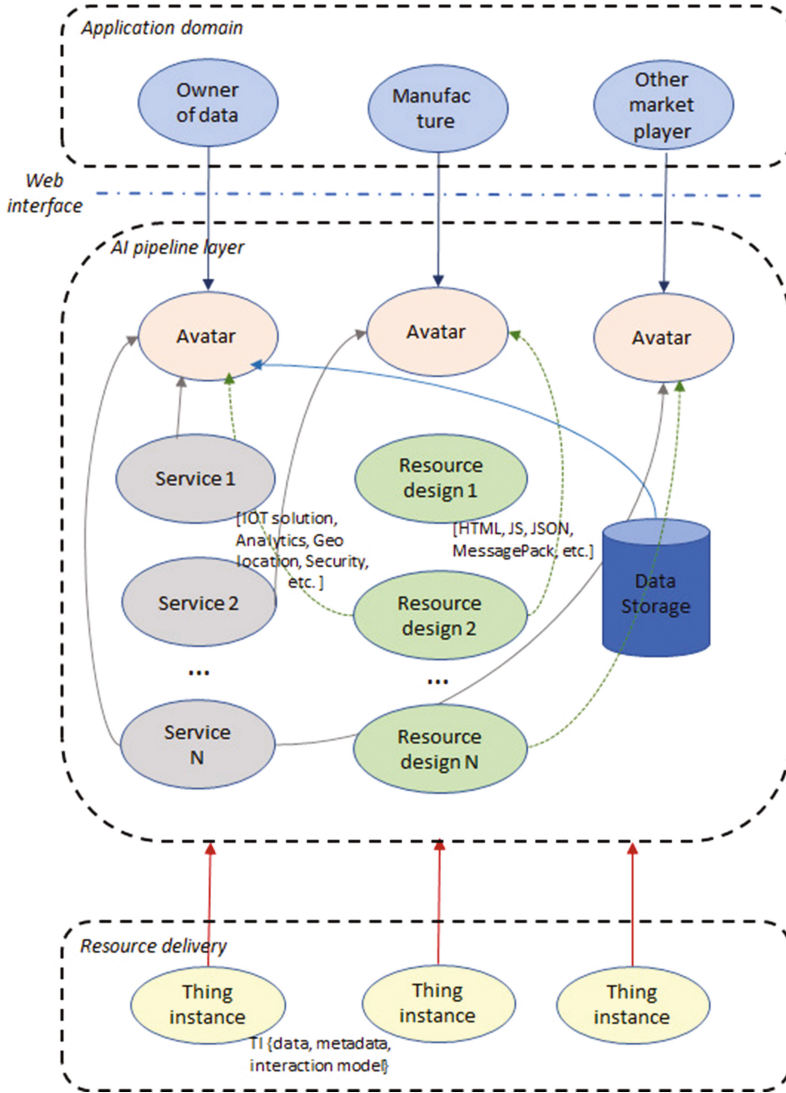 Application domain
Owner
of data
Manufac
ture
Other
market
player
Web
interface
AI pipeline layer
Avatar
Avatar
Avatar
Service 1
Resource
design 1
[IOT solution,
Analytics, Geo
location, Security,
etc. ]
[HTML, JS, JSON,
MessagePack, etc.]
Service 2
Resource
design 2
Data
Storage
...
...
Service
N
Resource
design N
Resource delivery
Thing
instance
Thing
instance
Thing
instance
TI {data, metadata,
interaction model}